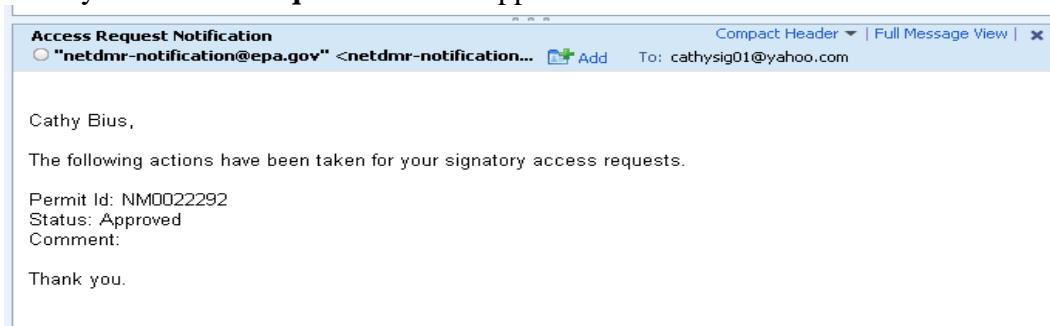 Access Request Notification
Compact Header | Full Message View |
"netdmr-notification@epa.gov" <netdmr-notification... Add To: cathysig01@yahoo.com
Cathy Bius,
The following actions have been taken for your signatory access requests.
Permit Id: NM0022292
Status: Approved
Comment:
Thank you.